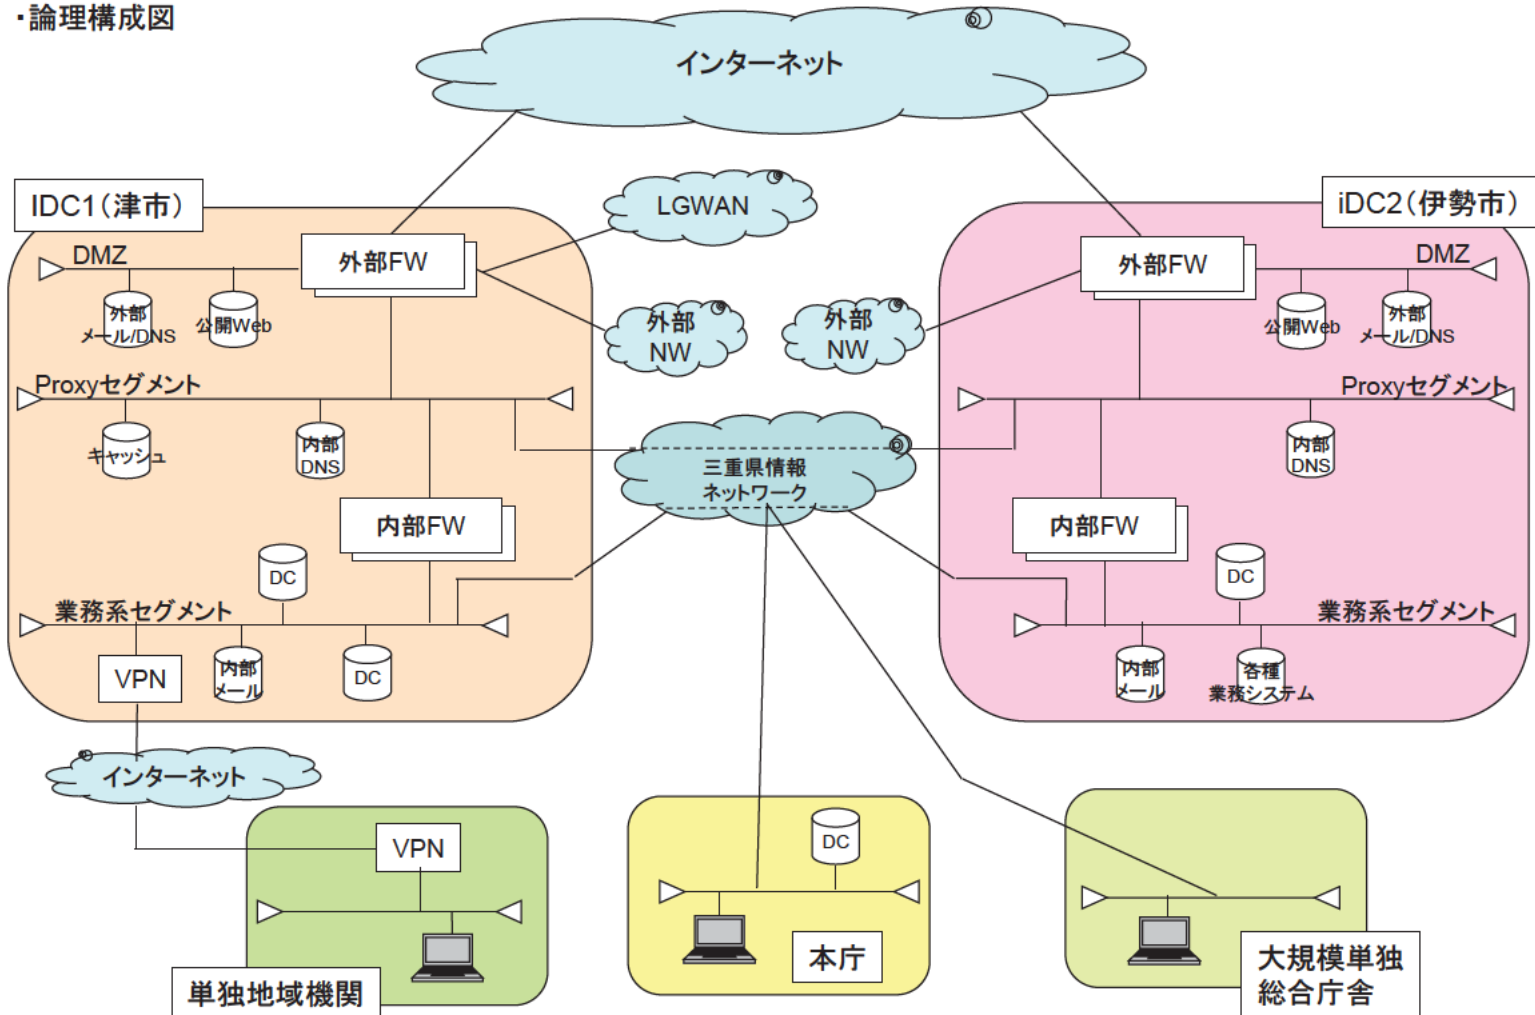 ・論理構成図
インターネット
IDC1（津市）
LGWAN
iDC2（伊勢市）
DMZ
外部FW
外部
メール/DNS
公開Web
外部
NW
外部
NW
外部FW
DMZ
公開Web
外部
メール/DNS
Proxyセグメント
キャッシュ
内部
DNS
三重県情報
ネットワーク
Proxyセグメント
内部
DNS
内部FW
DC
業務系セグメント
VPN
内部
メール
DC
内部FW
DC
業務系セグメント
内部
メール
各種
業務システム
インターネット
VPN
単独地域機関
DC
本庁
大規模単独
総合庁舎